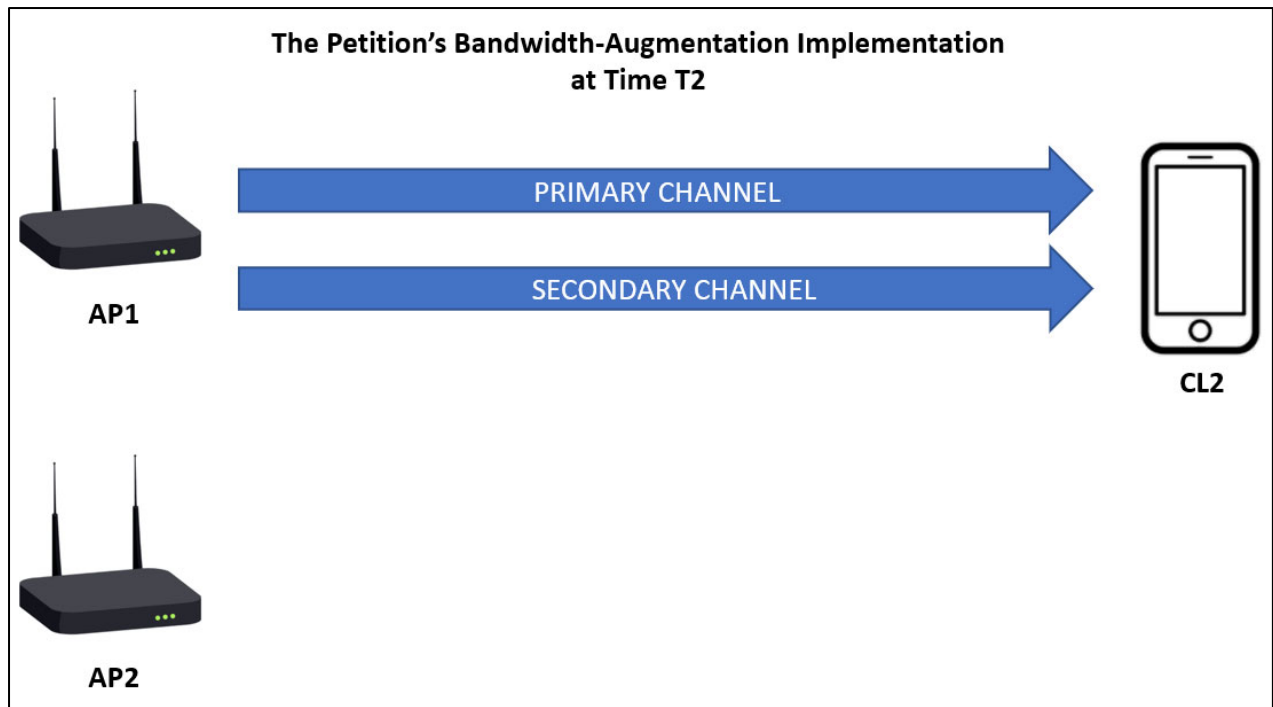 The Petition's Bandwidth-Augmentation Implementation
at Time T2
PRIMARY CHANNEL
SECONDARY CHANNEL
AP1
CL2
AP2